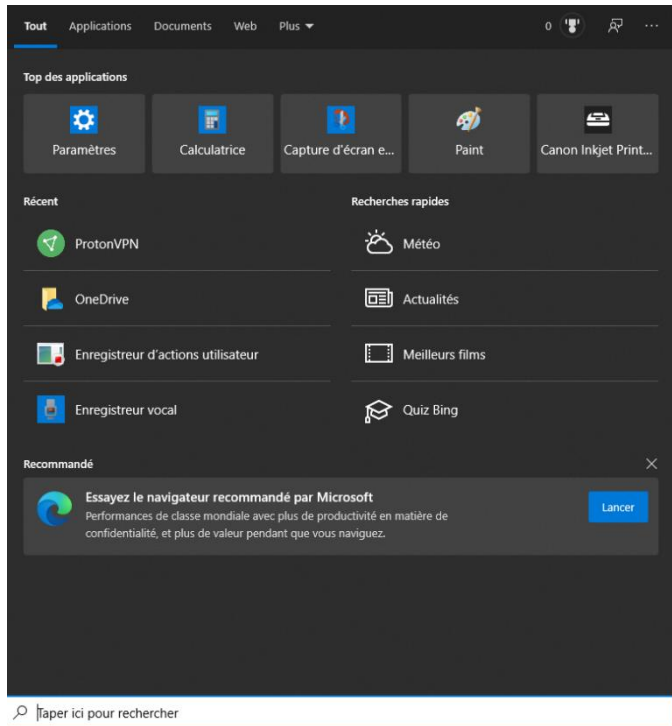 Tout Applications Documents Web Plus 0 ...
Top des applications
Paramètres Calculatrice Capture d'écran e... Paint Canon Inkjet Print...
Récent Recherches rapides
ProtonVPN Météo
OneDrive Actualités
Enregistreur d'actions utilisateur Meilleurs films
Enregistreur vocal Quiz Bing
Recommandé
Essayez le navigateur recommandé par Microsoft
Performances de classe mondiale avec plus de productivité en matière de
confidentialité, et plus de valeur pendant que vous naviguez.
Lancer
Taper ici pour rechercher